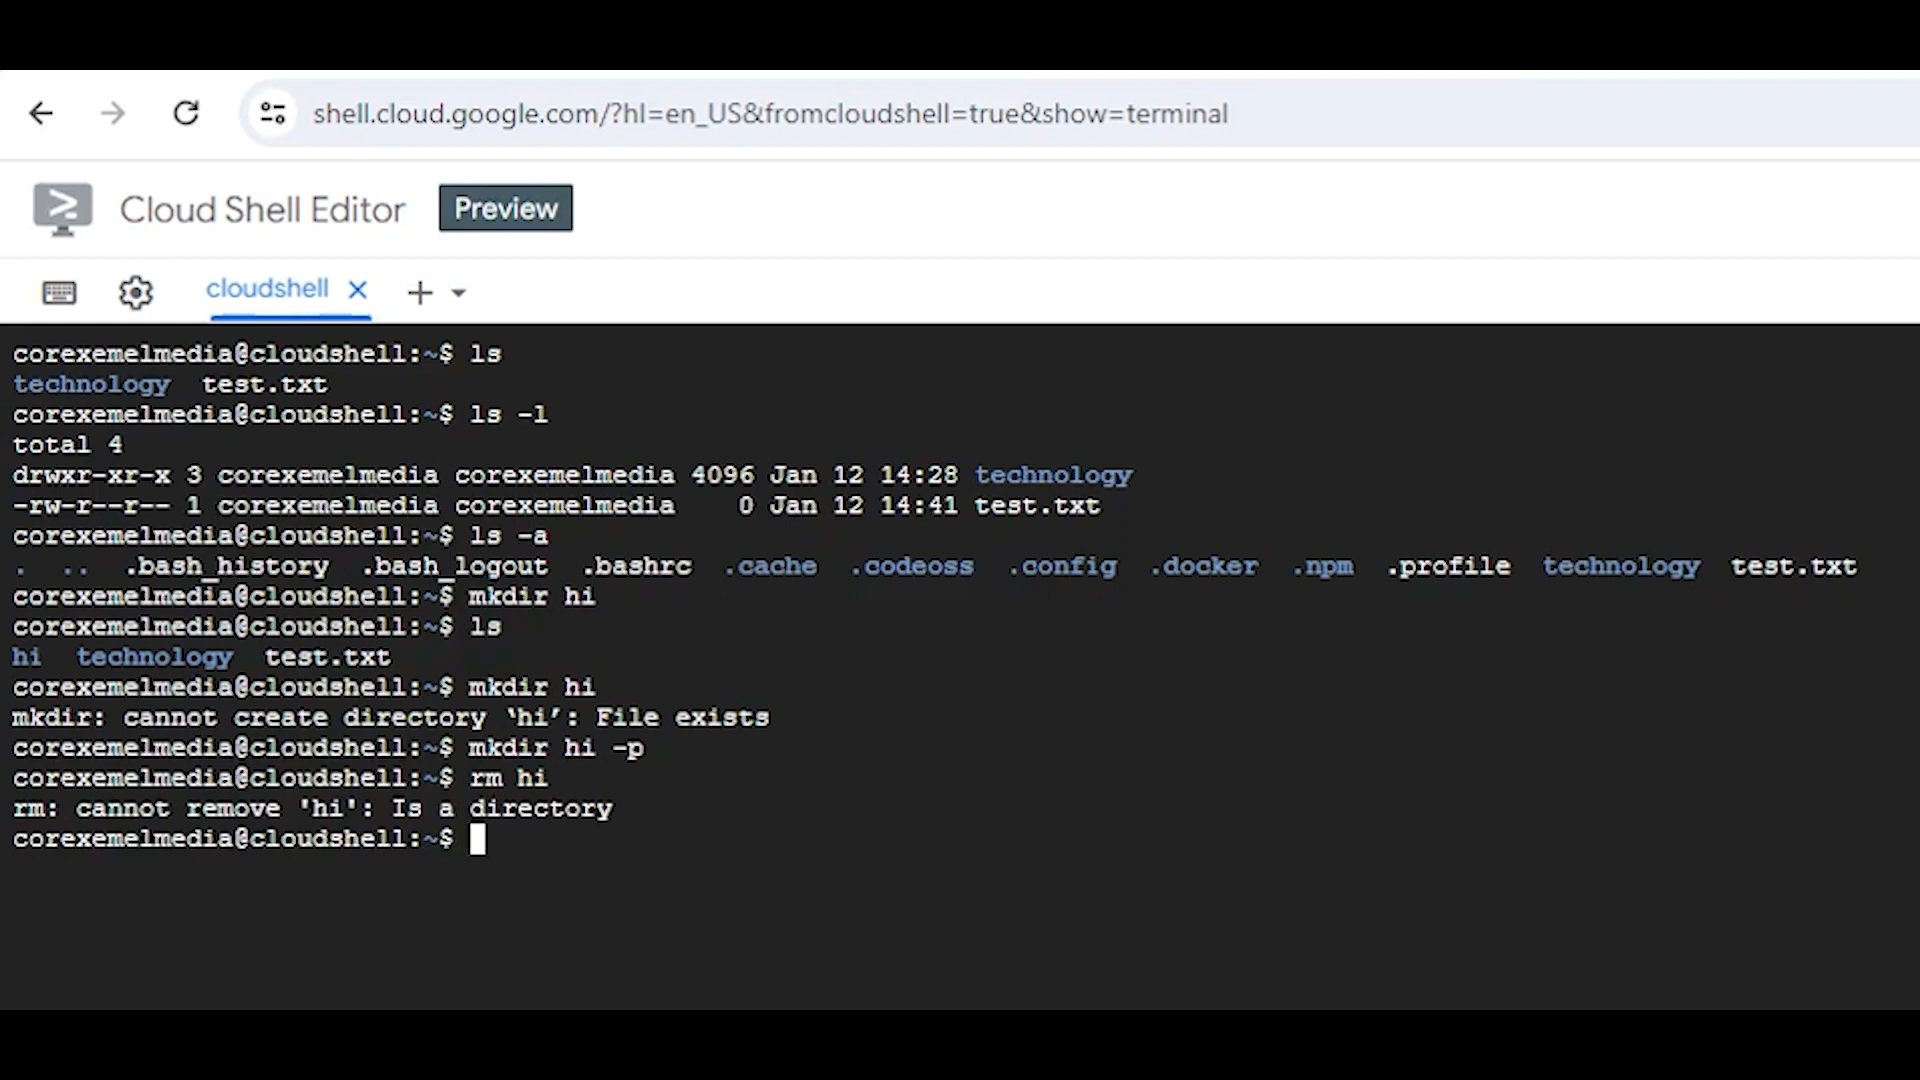 shell.cloud.google.com/?hl=en_US&fromcloudshell=true&show=terminal
Cloud Shell Editor Preview
cloudshell
corexemelmedia@cloudshell:~$ ls
technology  test.txt
corexemelmedia@cloudshell:~$ ls -l
total 4
drwxr-xr-x 3 corexemelmedia corexemelmedia 4096 Jan 12 14:28 technology
-rw-r--r-- 1 corexemelmedia corexemelmedia    0 Jan 12 14:41 test.txt
corexemelmedia@cloudshell:~$ ls -a
.  ..  .bash_history  .bash_logout  .bashrc  .cache  .codeoss  .config  .docker  .npm  .profile  technology  test.txt
corexemelmedia@cloudshell:~$ mkdir hi
corexemelmedia@cloudshell:~$ ls
hi  technology  test.txt
corexemelmedia@cloudshell:~$ mkdir hi
mkdir: cannot create directory ‘hi’: File exists
corexemelmedia@cloudshell:~$ mkdir hi -p
corexemelmedia@cloudshell:~$ rm hi
rm: cannot remove 'hi': Is a directory
corexemelmedia@cloudshell:~$